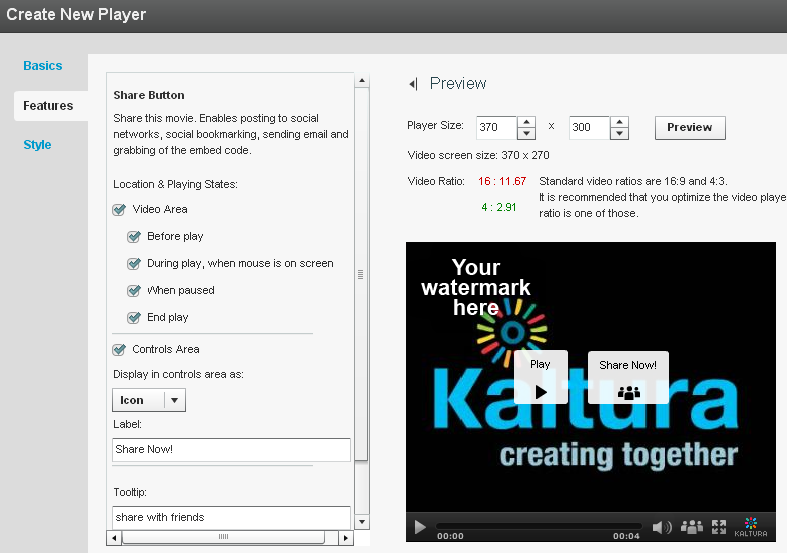 Create New Player
Basics
Features
Style
Share Button
Share this movie. Enables posting to social
networks, social bookmarking, sending email and
grabbing of the embed code.
Location & Playing States:
Video Area
Before play
During play, when mouse is on screen
When paused
End play
Controls Area
Display in controls area as:
Icon
Label:
Share Now!
Tooltip:
share with friends
Preview
Player Size: 370 x 300 Preview
Video screen size: 370 x 270
Video Ratio: 16 : 11.67 Standard video ratios are 16:9 and 4:3.
It is recommended that you optimize the video playe
4 : 2.91 ratio is one of those.
Your
watermark
here
Play Share Now!
Kaltura
creating together
00:00 00:04 KALTURA